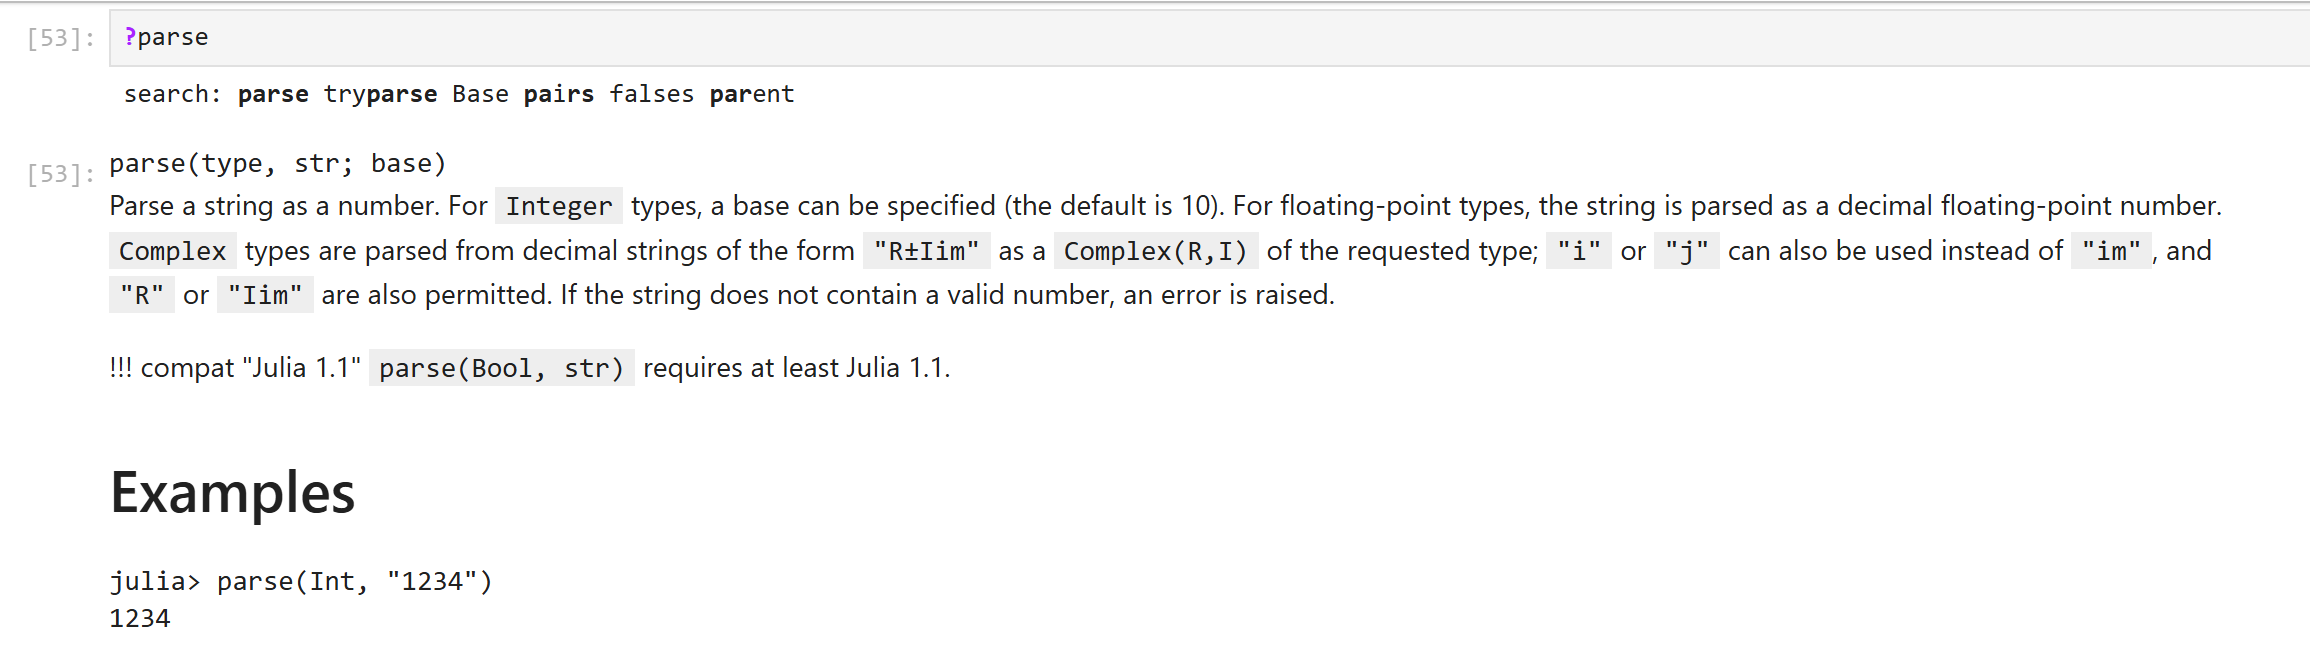 [53]: ?parse
search: parse tryparse Base pairs falses parent
[53]: parse(type, str; base)
Parse a string as a number. For Integer types, a base can be specified (the default is 10). For floating-point types, the string is parsed as a decimal floating-point number.
Complex types are parsed from decimal strings of the form "R±Iim" as a Complex(R,I) of the requested type; "i" or "j" can also be used instead of "im", and
"R" or "Iim" are also permitted. If the string does not contain a valid number, an error is raised.
!!! compat "Julia 1.1" parse(Bool, str) requires at least Julia 1.1.
Examples
julia> parse(Int, "1234")
1234